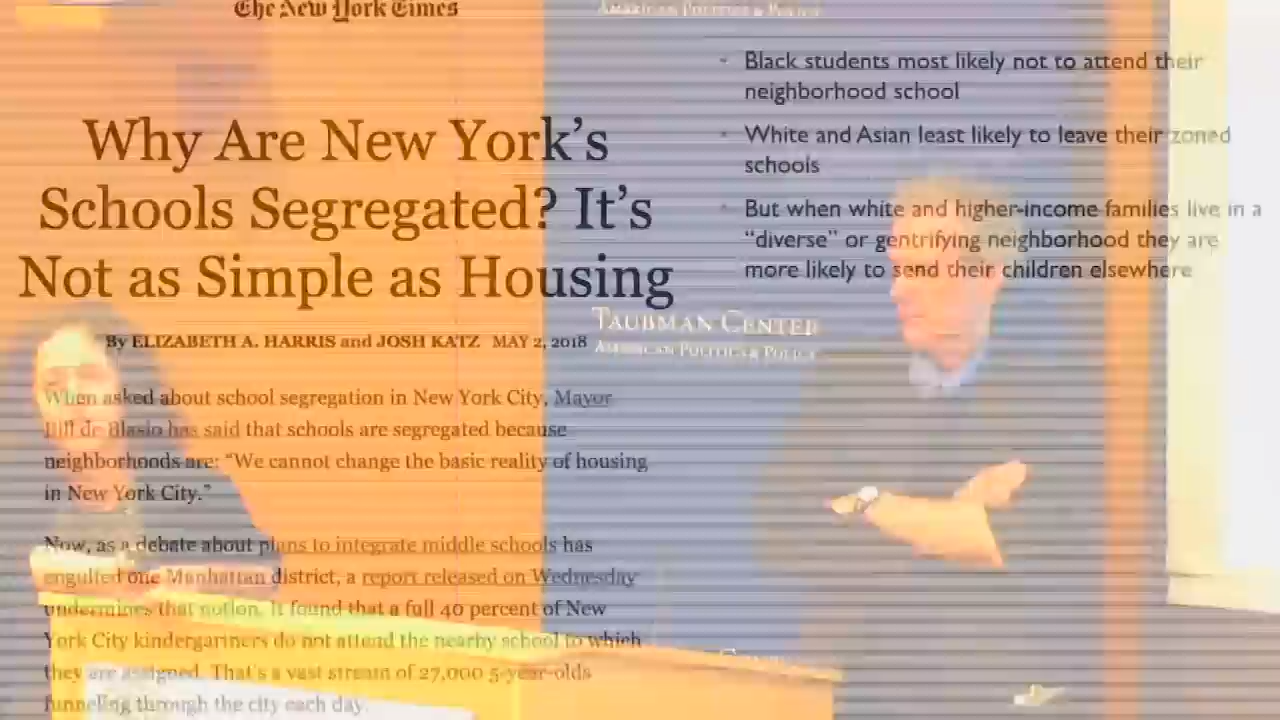 The New York Times
AMERICAN POLITICS & POLICY
Why Are New York's
Schools Segregated? It's
Not as Simple as Housing
By ELIZABETH A. HARRIS and JOSH KATZ MAY 2, 2018
When asked about school segregation in New York City, Mayor
Bill de Blasio has said that schools are segregated because
neighborhoods are: “We cannot change the basic reality of housing
in New York City.”
Now, as a debate about plans to integrate middle schools has
engulfed one Manhattan district, a report released on Wednesday
undermines that notion. It found that a full 40 percent of New
York City kindergartners do not attend the nearby school to which
they are assigned. That's a vast stream of 27,000 5-year-olds
funneling through the city each day.
• Black students most likely not to attend their
neighborhood school
• White and Asian least likely to leave their zoned
schools
• But when white and higher-income families live in a
“diverse” or gentrifying neighborhood they are
more likely to send their children elsewhere
TAUBMAN CENTER
AMERICAN POLITICS & POLICY